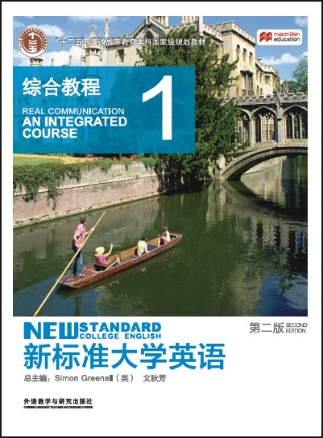 "十二五"普通高等教育本科国家级规划教材
macmillan
education
综合教程
1
REAL COMMUNICATION
AN INTEGRATED
COURSE
NEW STANDARD
COLLEGE ENGLISH
第二版 SECOND
EDITION
新标准大学英语
总主编：Simon Greenall（英） 文秋芳
外语教学与研究出版社